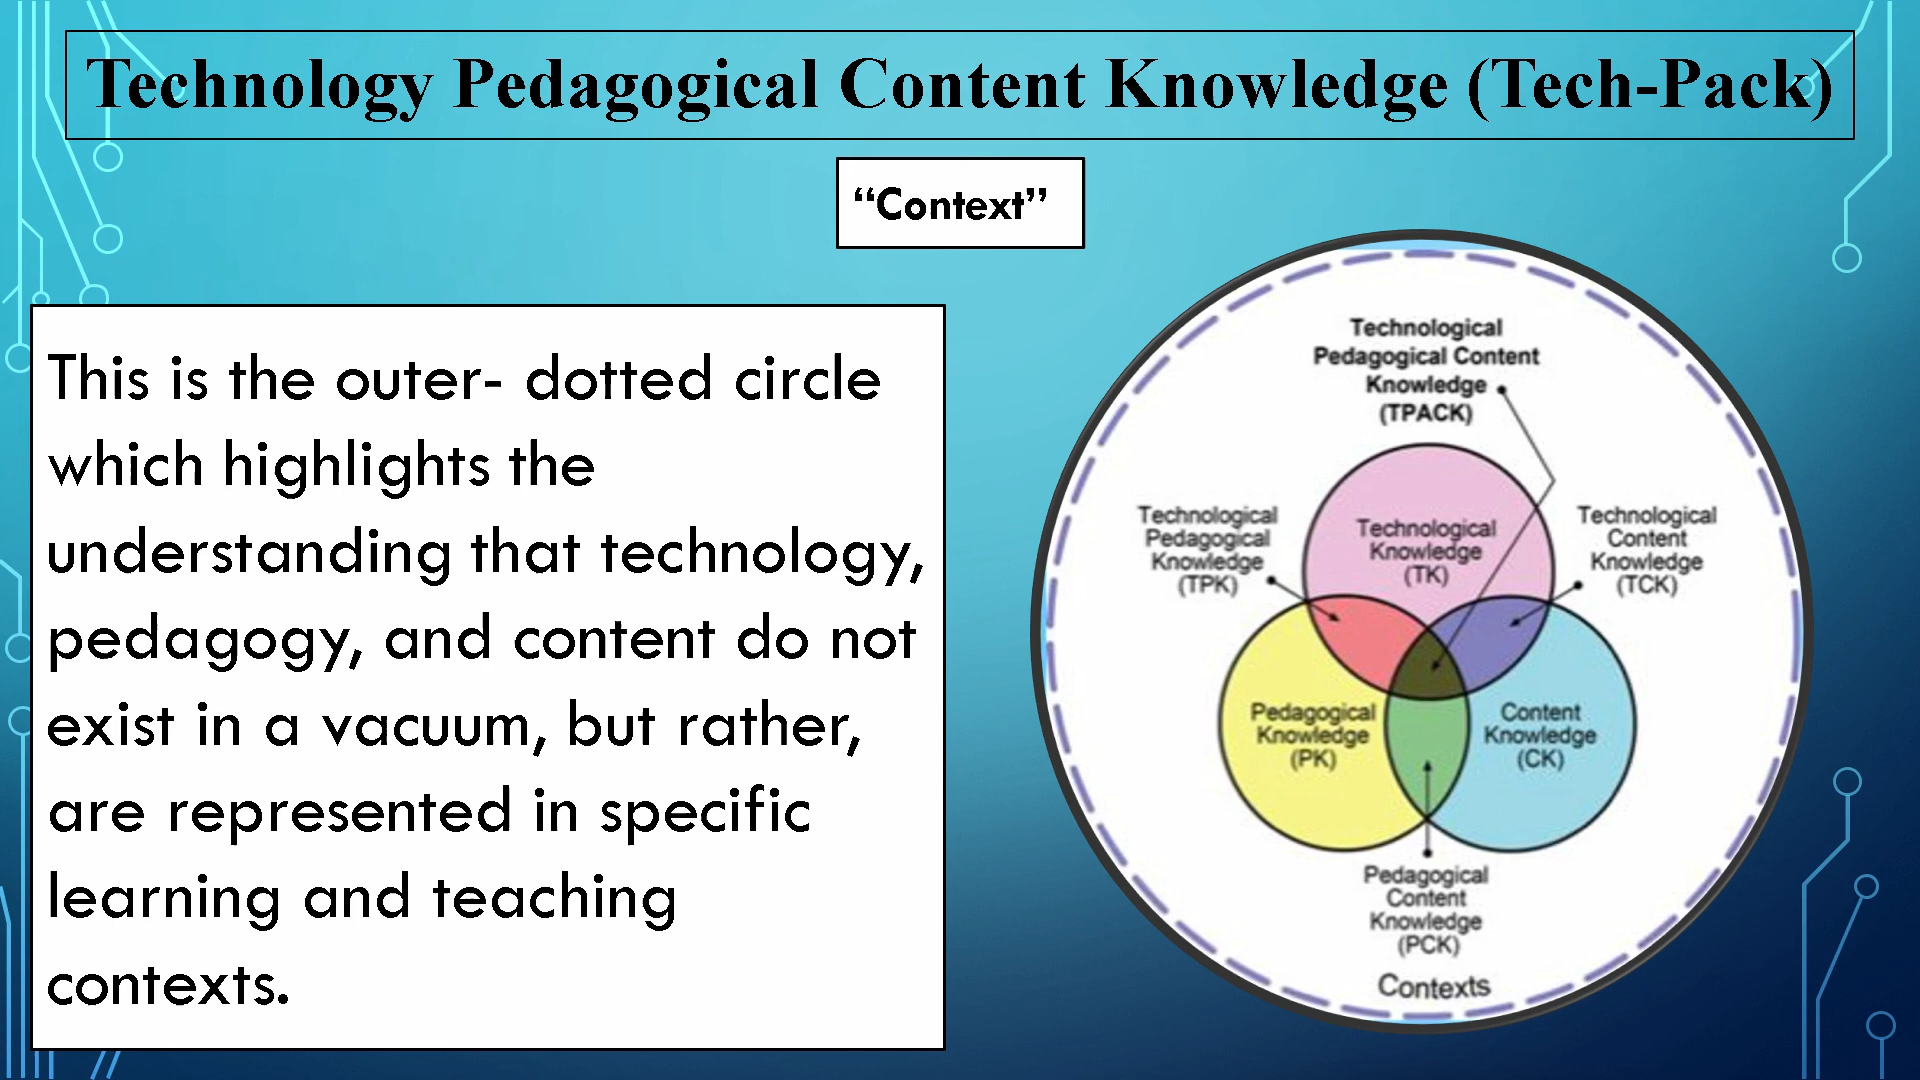 Technology Pedagogical Content Knowledge (Tech-Pack)
“Context”
This is the outer- dotted circle
which highlights the
understanding that technology,
pedagogy, and content do not
exist in a vacuum, but rather,
are represented in specific
learning and teaching
contexts.
Technological
Pedagogical Content
Knowledge
(TPACK)
Technological
Pedagogical
Knowledge
(TPK)
Technological
Knowledge
(TK)
Technological
Content
Knowledge
(TCK)
Pedagogical
Knowledge
(PK)
Content
Knowledge
(CK)
Pedagogical
Content
Knowledge
(PCK)
Contexts